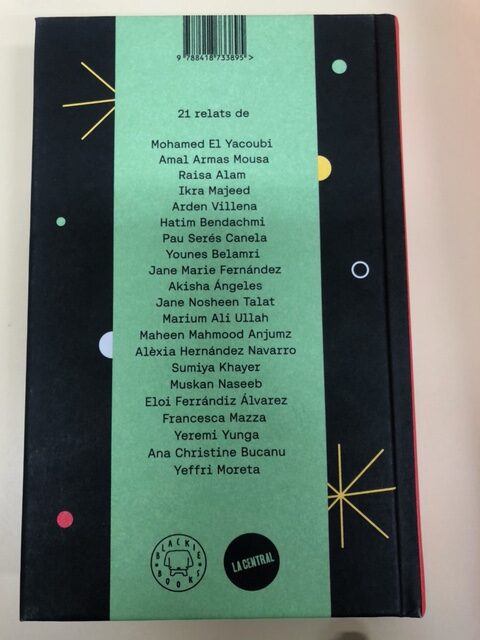 9 788418 733895 >
21 relats de
Mohamed El Yacoubi
Amal Armas Mousa
Raisa Alam
Ikra Majeed
Arden Villena
Hatim Bendachmi
Pau Serés Canela
Younes Belamri
Jane Marie Fernández
Akisha Ángeles
Jane Nosheen Talat
Marium Ali Ullah
Maheen Mahmood Anjumz
Alèxia Hernández Navarro
Sumiya Khayer
Muskan Naseeb
Eloi Ferrándiz Álvarez
Francesca Mazza
Yeremi Yunga
Ana Christine Bucanu
Yeffri Moreta
BLACKIE BOOKS
LA CENTRAL